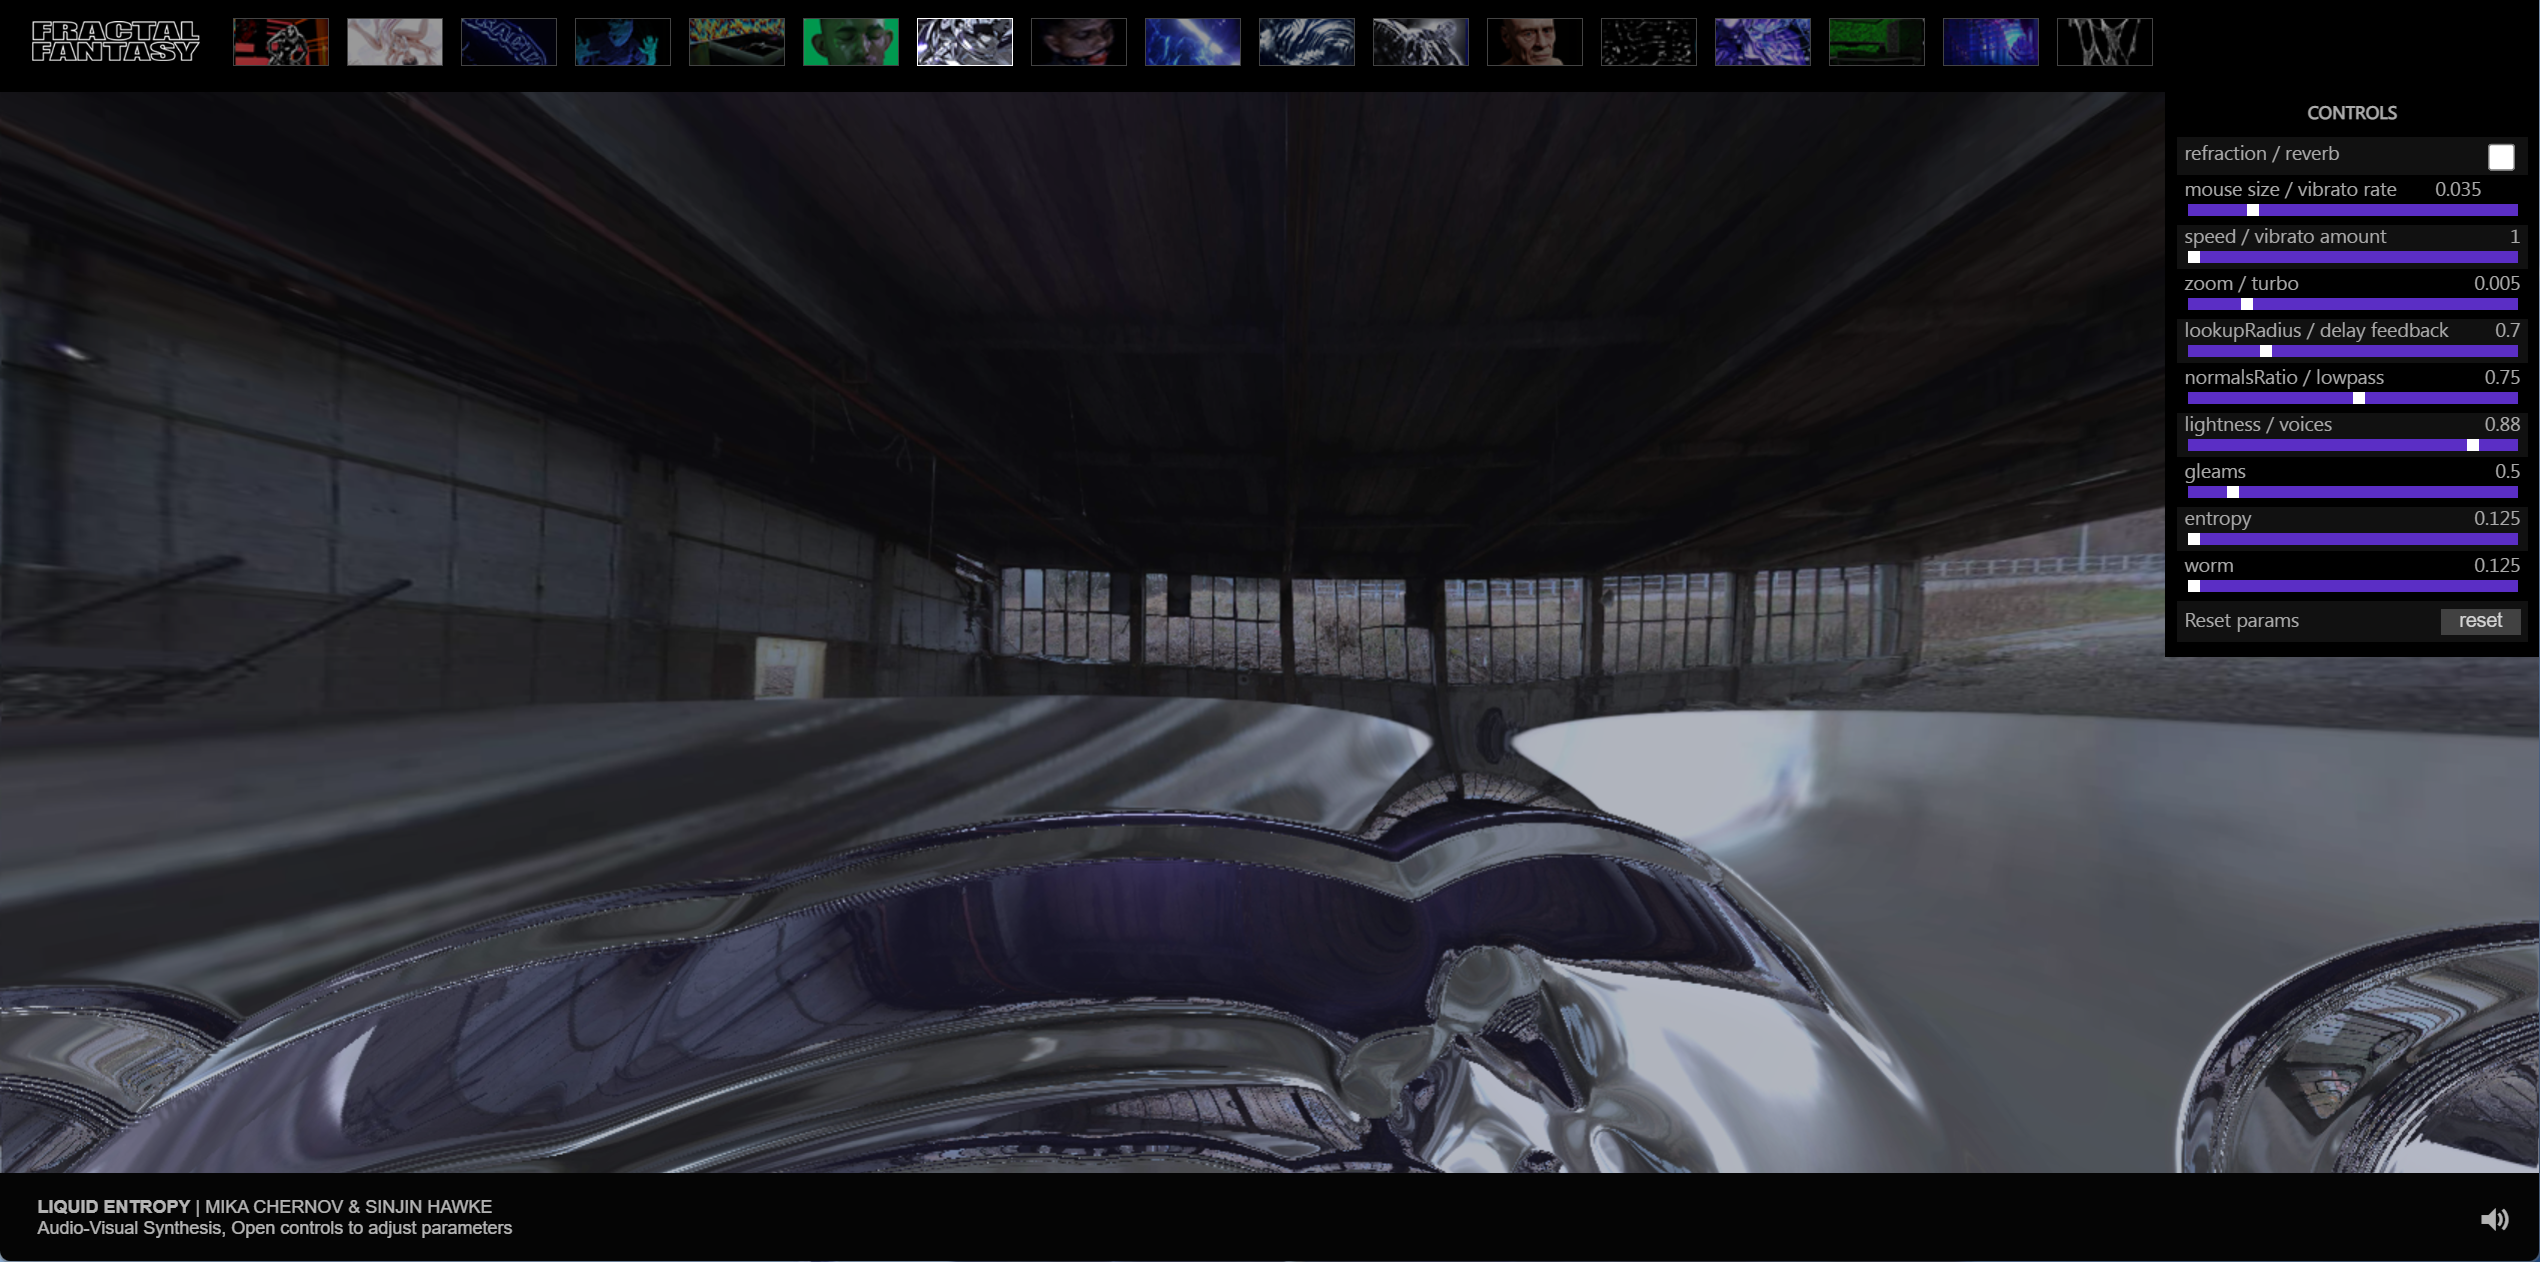 FRACTAL
FANTASY
CONTROLS
refraction / reverb
mouse size / vibrato rate 0.035
speed / vibrato amount 1
zoom / turbo 0.005
lookupRadius / delay feedback 0.7
normalsRatio / lowpass 0.75
lightness / voices 0.88
gleams 0.5
entropy 0.125
worm 0.125
Reset params reset
LIQUID ENTROPY | MIKA CHERNOV & SINJIN HAWKE
Audio-Visual Synthesis, Open controls to adjust parameters